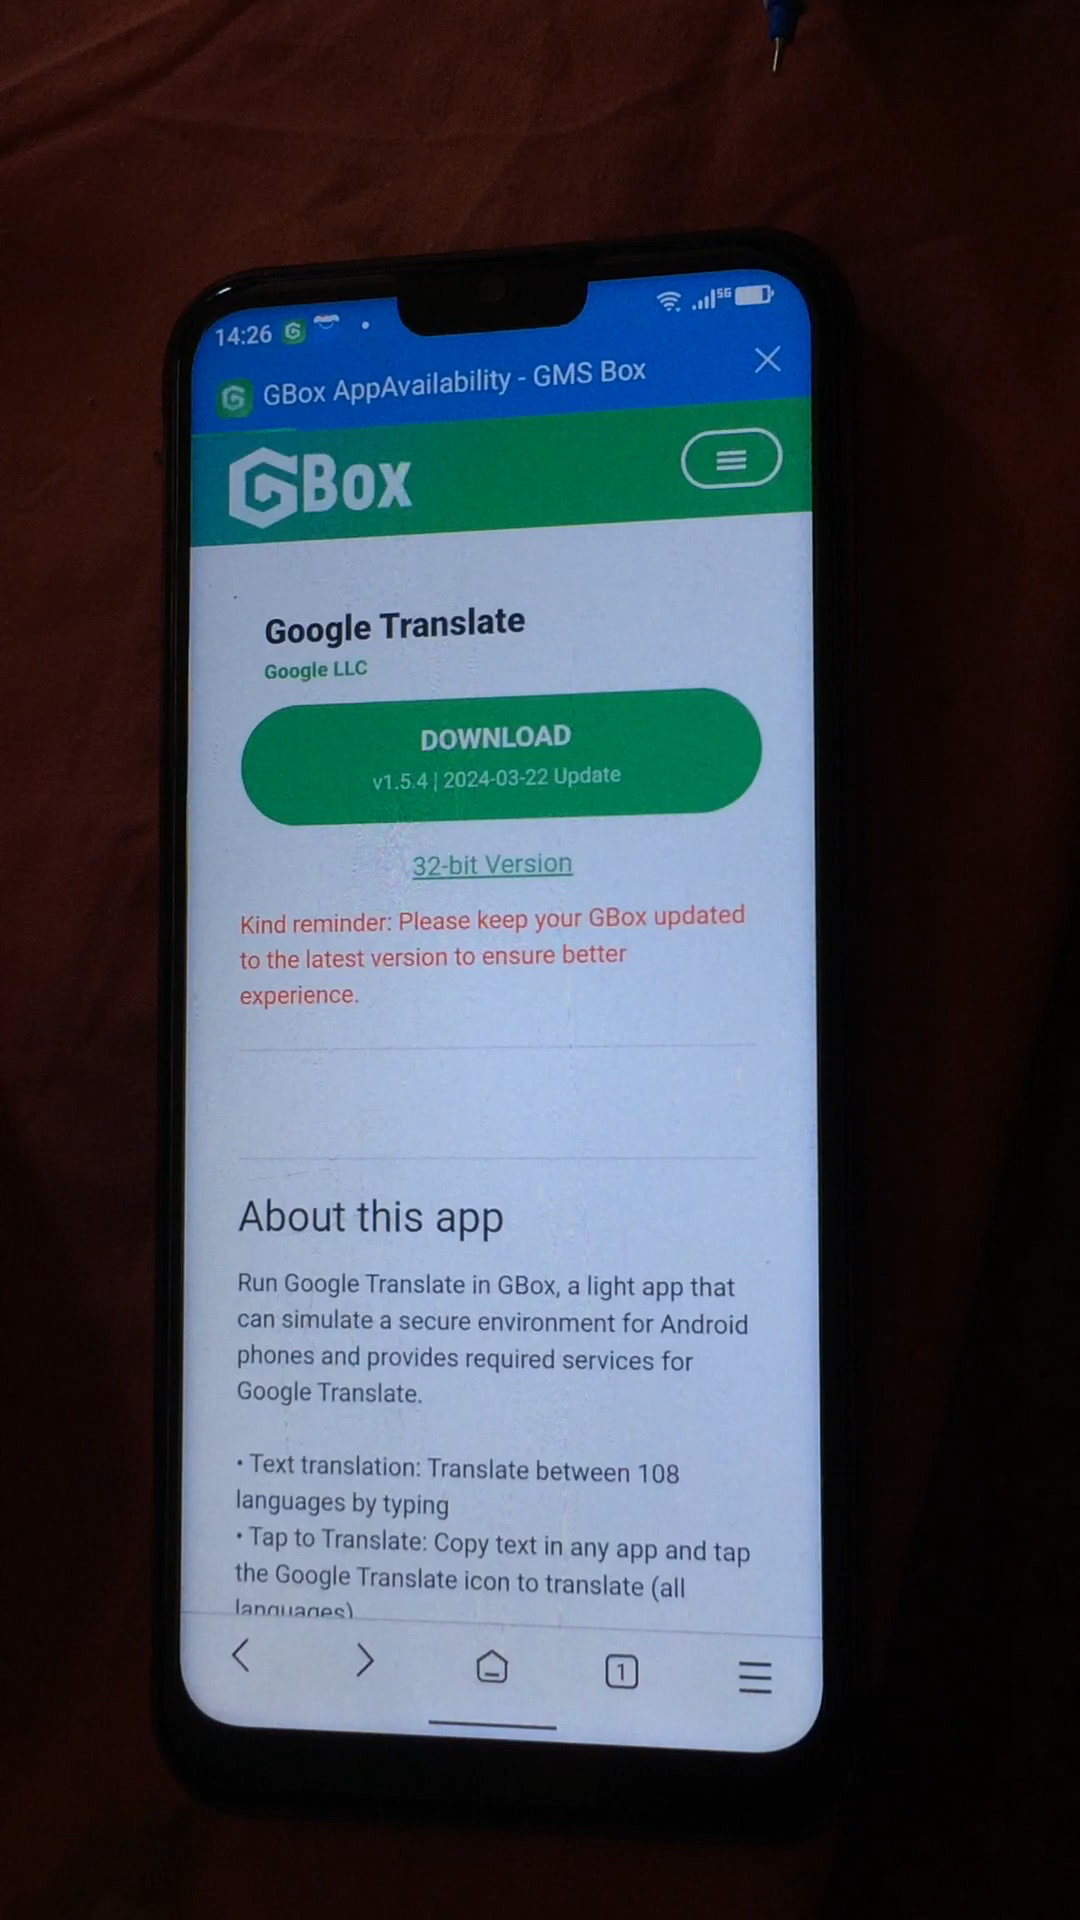 14:26
5G
GBox AppAvailability - GMS Box
GBox
Google Translate
Google LLC
DOWNLOAD
v1.5.4 | 2024-03-22 Update
32-bit Version
Kind reminder: Please keep your GBox updated
to the latest version to ensure better
experience.
About this app
Run Google Translate in GBox, a light app that
can simulate a secure environment for Android
phones and provides required services for
Google Translate.
• Text translation: Translate between 108
languages by typing
• Tap to Translate: Copy text in any app and tap
the Google Translate icon to translate (all
languages)
1